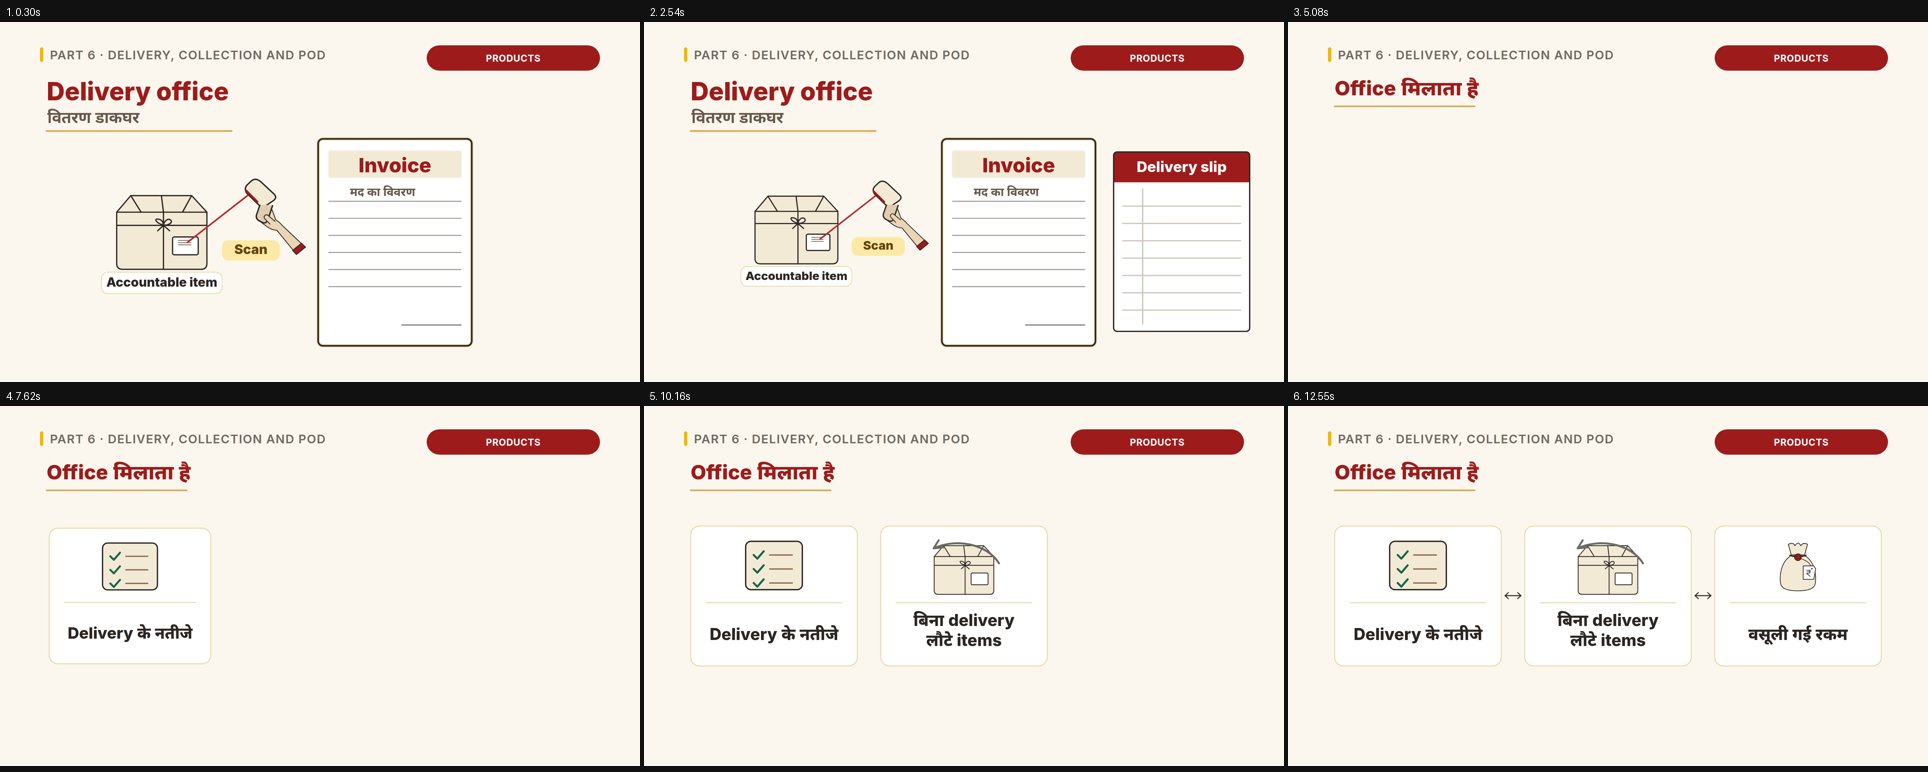 1. 0.30s
PART 6 · DELIVERY, COLLECTION AND POD
PRODUCTS
Delivery office
वितरण डाकघर
Scan
Accountable item
Invoice
मद का विवरण
2. 2.54s
PART 6 · DELIVERY, COLLECTION AND POD
PRODUCTS
Delivery office
वितरण डाकघर
Scan
Accountable item
Invoice
मद का विवरण
Delivery slip
3. 5.08s
PART 6 · DELIVERY, COLLECTION AND POD
PRODUCTS
Office मिलाता है
4. 7.62s
PART 6 · DELIVERY, COLLECTION AND POD
PRODUCTS
Office मिलाता है
Delivery के नतीजे
5. 10.16s
PART 6 · DELIVERY, COLLECTION AND POD
PRODUCTS
Office मिलाता है
Delivery के नतीजे
बिना delivery
लौटे items
6. 12.55s
PART 6 · DELIVERY, COLLECTION AND POD
PRODUCTS
Office मिलाता है
Delivery के नतीजे
बिना delivery
लौटे items
₹
वसूली गई रकम